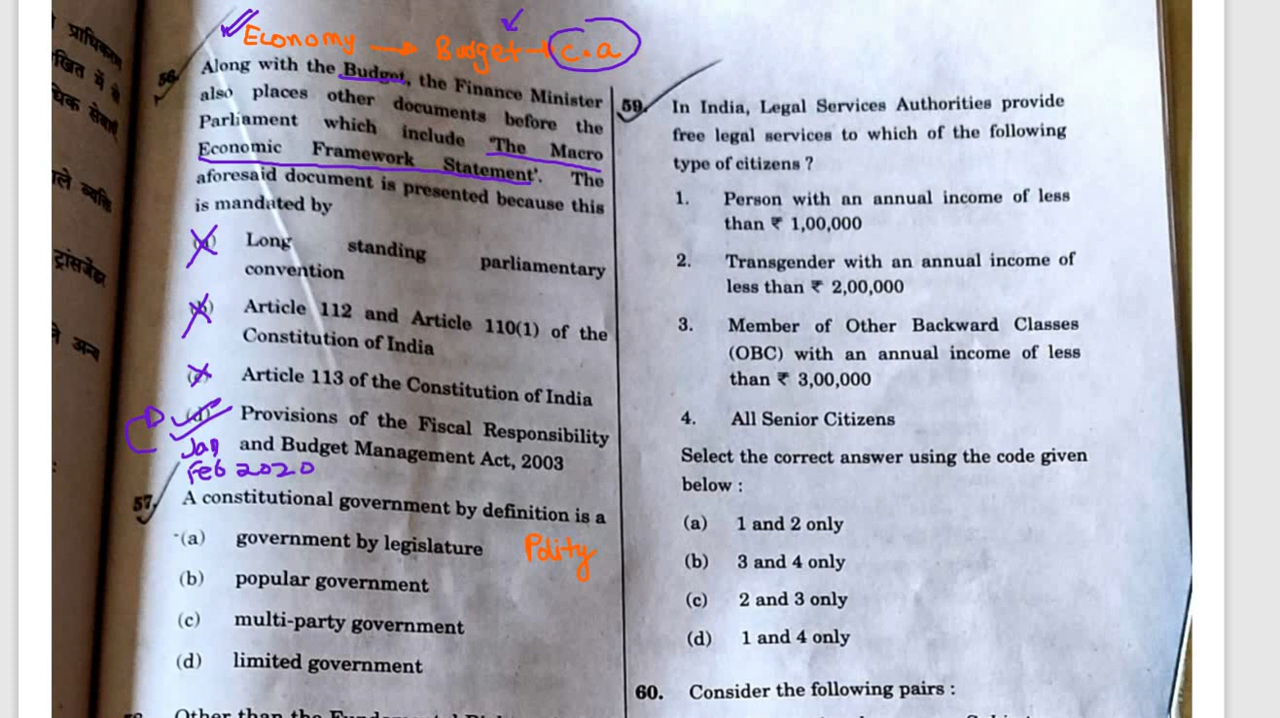 प्राधिकरण
खित में से
धिक सेवाएँ
ले व्यक्ति
ट्रांसजेंडर
अन्य
Economy → Budget → C.a
56. Along with the Budget, the Finance Minister
also places other documents before the
Parliament which include 'The Macro
Economic Framework Statement'. The
aforesaid document is presented because this
is mandated by
Long standing parliamentary
convention
(b) Article 112 and Article 110(1) of the
Constitution of India
Article 113 of the Constitution of India
D (d) Provisions of the Fiscal Responsibility
and Budget Management Act, 2003
Jan
Feb 2020
57. A constitutional government by definition is a
(a) government by legislature
Polity
(b) popular government
(c) multi-party government
(d) limited government
Other than the
59. In India, Legal Services Authorities provide
free legal services to which of the following
type of citizens ?
1. Person with an annual income of less
than ₹ 1,00,000
2. Transgender with an annual income of
less than ₹ 2,00,000
3. Member of Other Backward Classes
(OBC) with an annual income of less
than ₹ 3,00,000
4. All Senior Citizens
Select the correct answer using the code given
below :
(a) 1 and 2 only
(b) 3 and 4 only
(c) 2 and 3 only
(d) 1 and 4 only
60. Consider the following pairs :